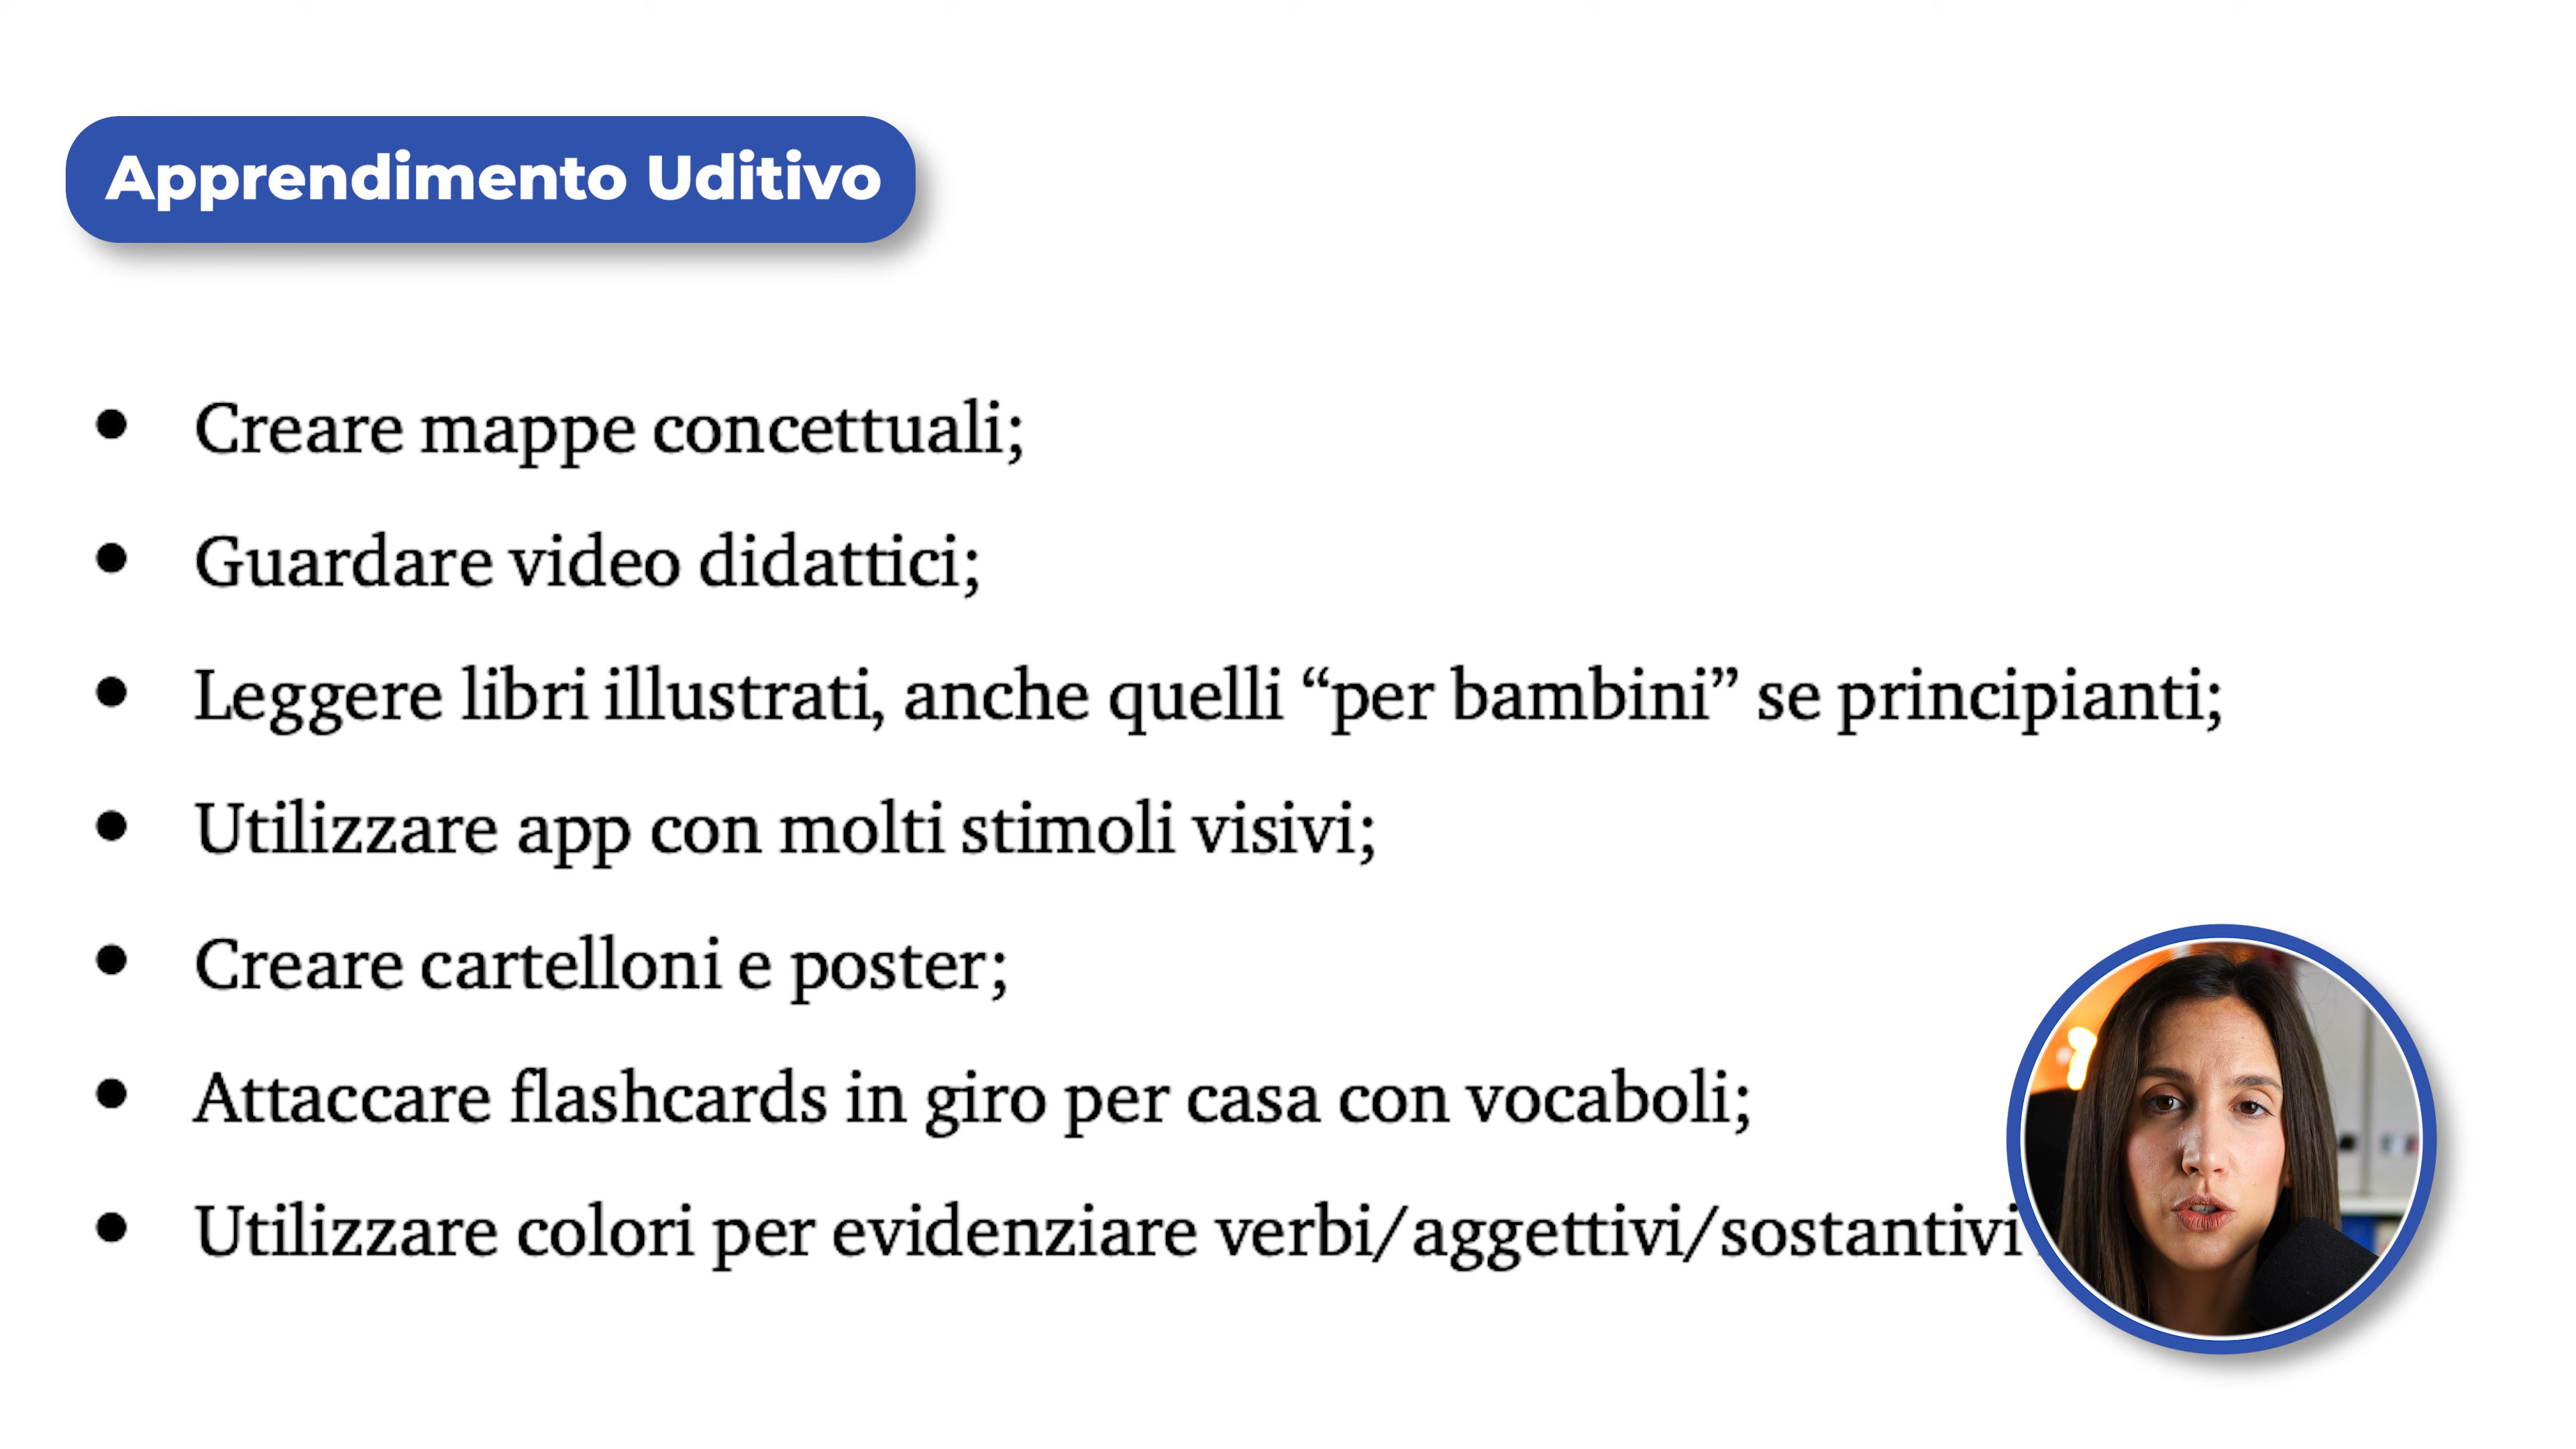 Apprendimento Uditivo
• Creare mappe concettuali;
• Guardare video didattici;
• Leggere libri illustrati, anche quelli “per bambini” se principianti;
• Utilizzare app con molti stimoli visivi;
• Creare cartelloni e poster;
• Attaccare flashcards in giro per casa con vocaboli;
• Utilizzare colori per evidenziare verbi/aggettivi/sostantivi